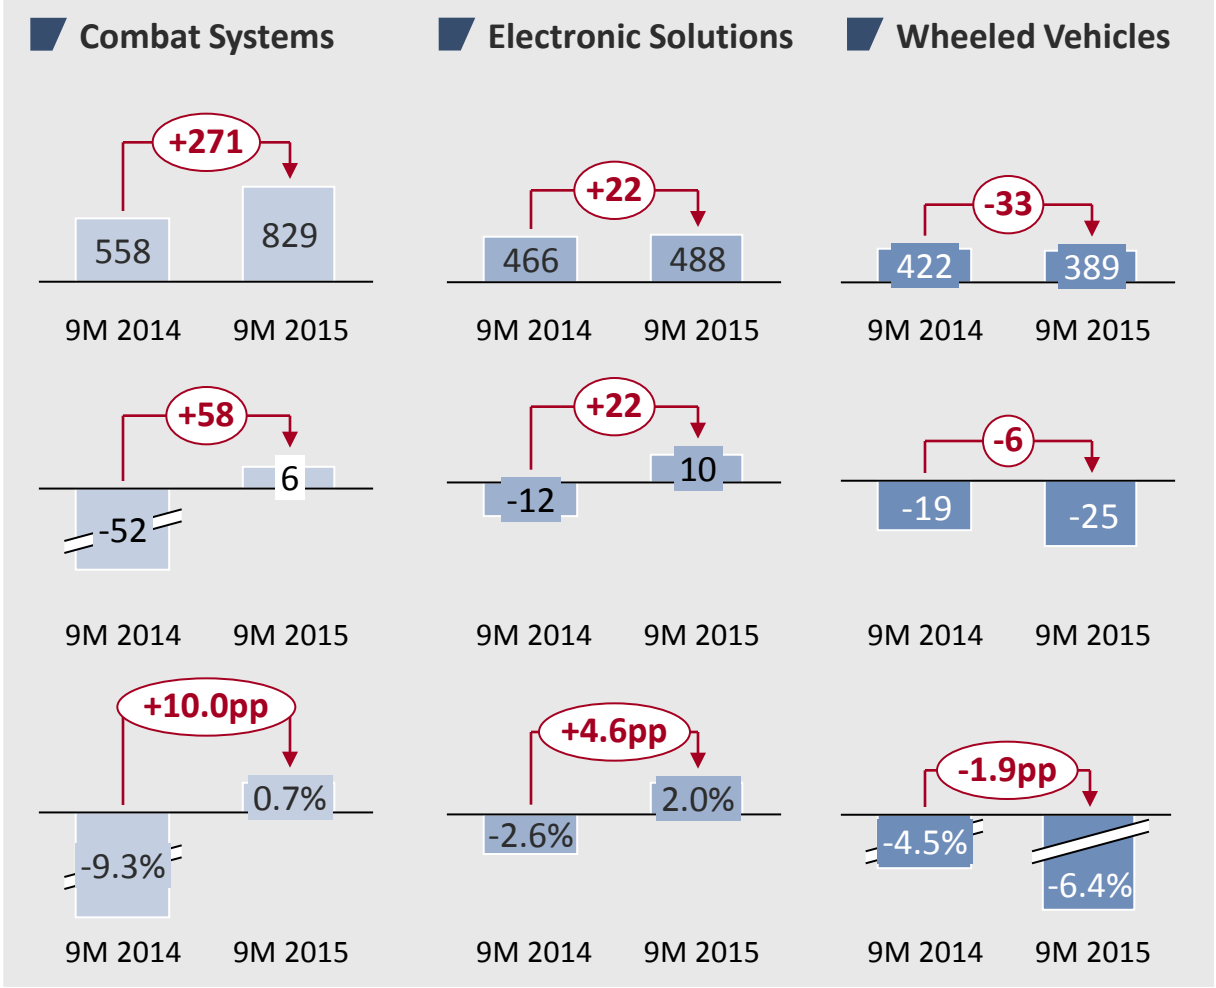 Combat Systems
Electronic Solutions
Wheeled Vehicles
+271
+22
-33
558
829
466
488
422
389
9M 2014
9M 2015
9M 2014
9M 2015
9M 2014
9M 2015
+58
+22
-6
-52
6
-12
10
-19
-25
9M 2014
9M 2015
9M 2014
9M 2015
9M 2014
9M 2015
+10.0pp
+4.6pp
-1.9pp
-9.3%
0.7%
-2.6%
2.0%
-4.5%
-6.4%
9M 2014
9M 2015
9M 2014
9M 2015
9M 2014
9M 2015